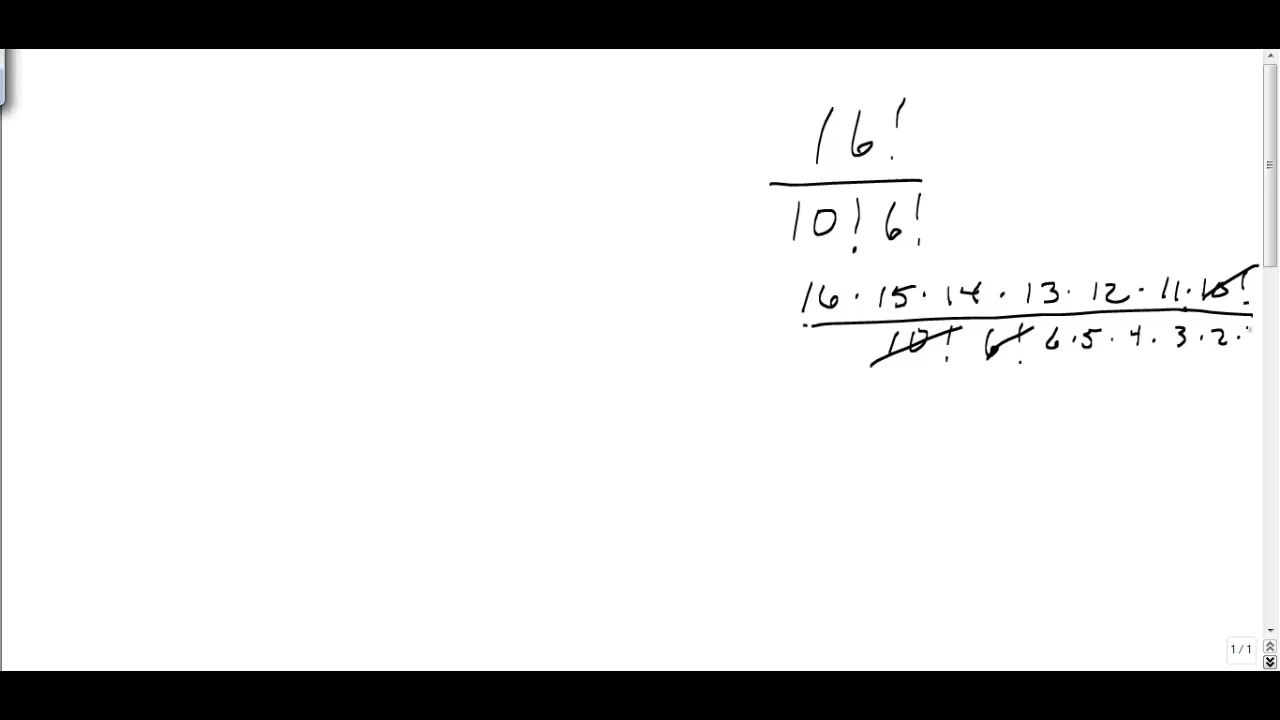 16!
10! 6!
16 · 15 · 14 · 13 · 12 · 11 · 10!
10! 6! 6 · 5 · 4 · 3 · 2 ·
1 / 1